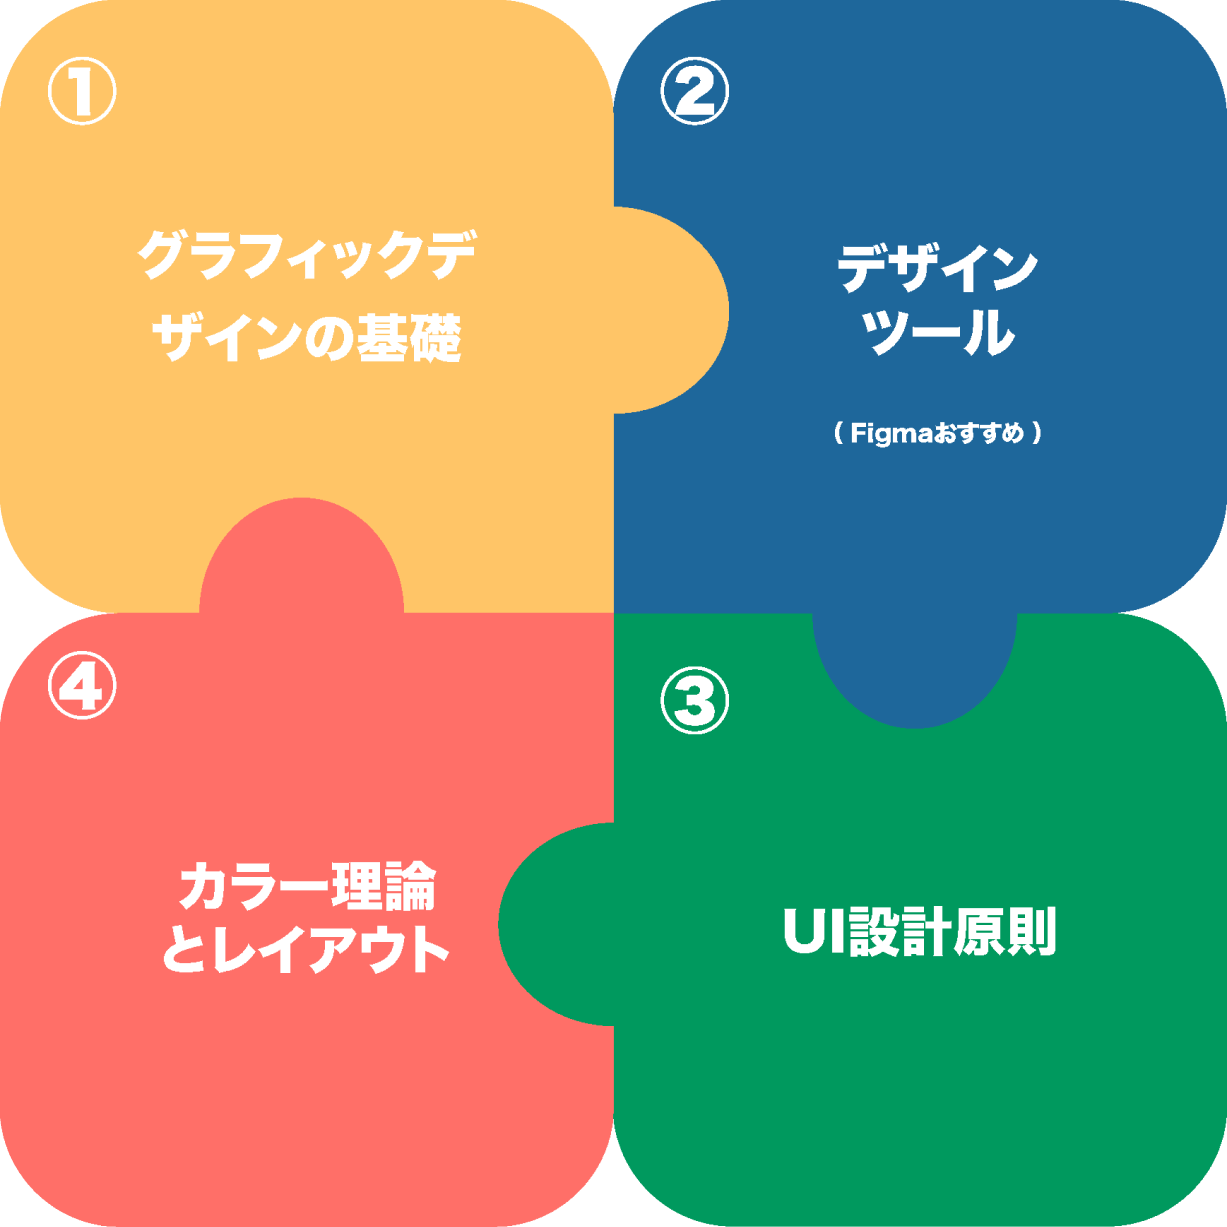 ①
グラフィックデ
ザインの基礎
②
デザイン
ツール
( Figmaおすすめ )
④
カラー理論
とレイアウト
③
UI設計原則